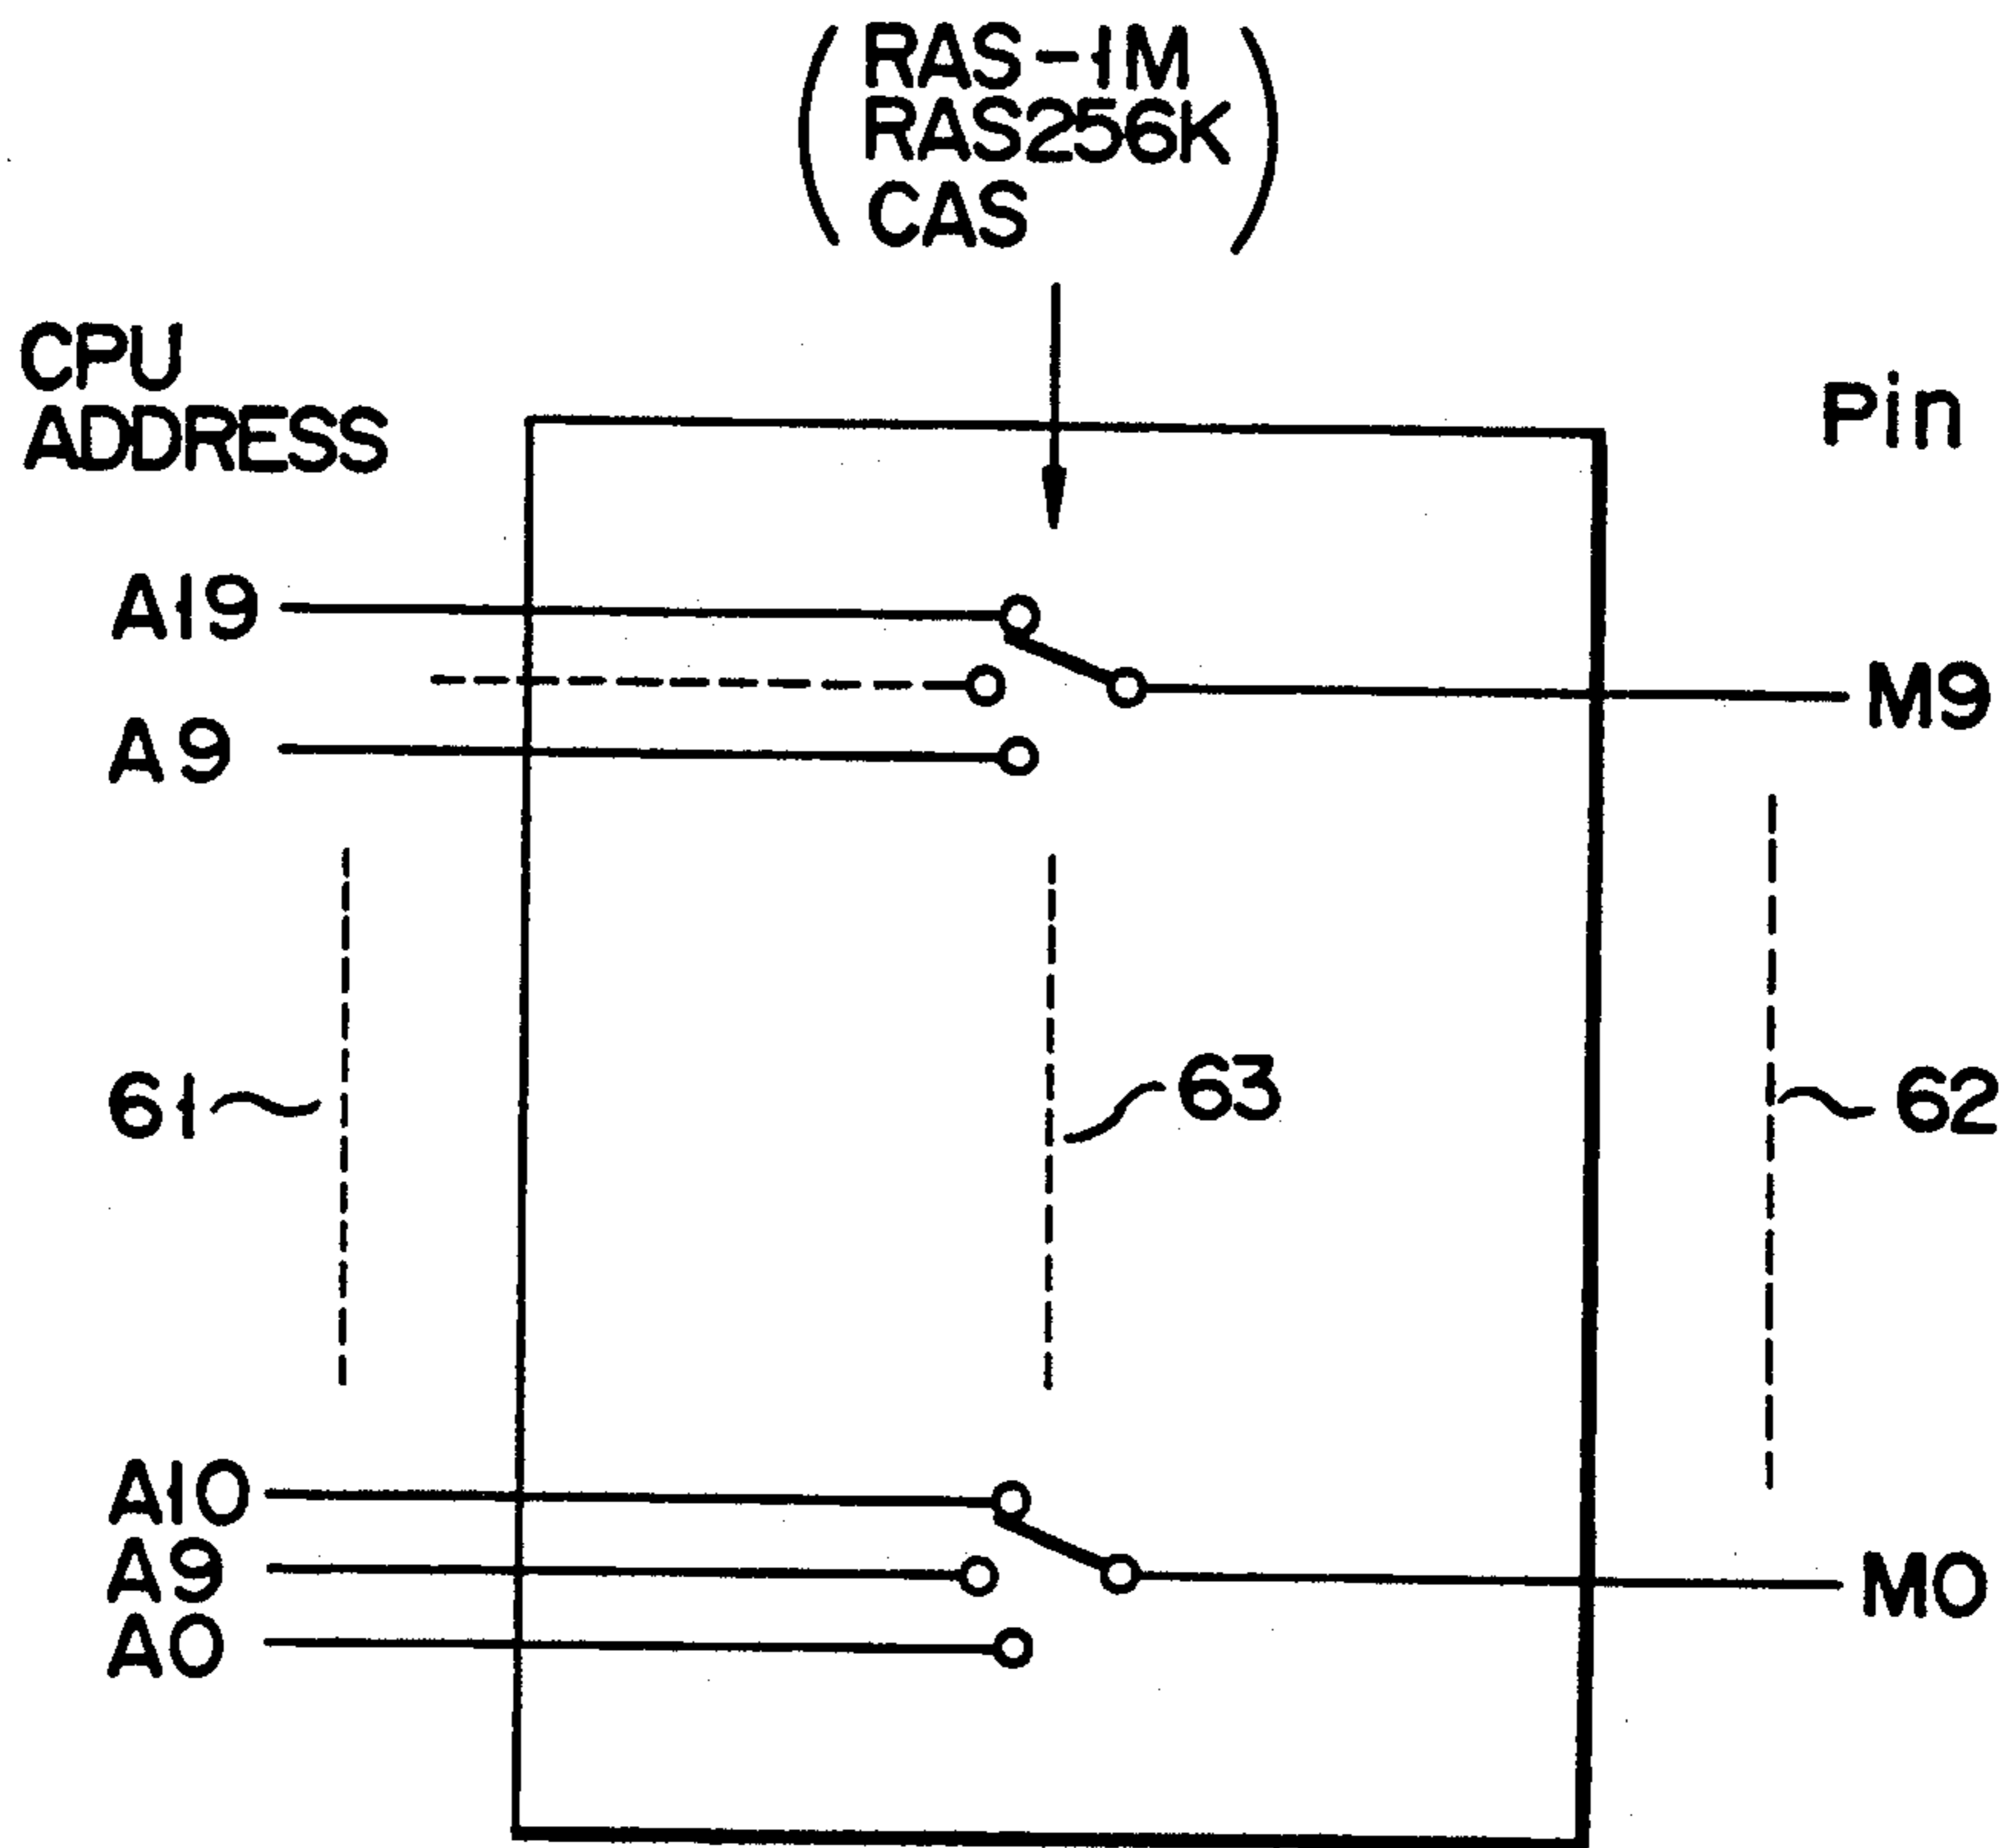 RAS-1M
RAS256K
CAS
CPU
ADDRESS
Pin
A19
M9
A9
61
63
62
A10
A9
M0
A0